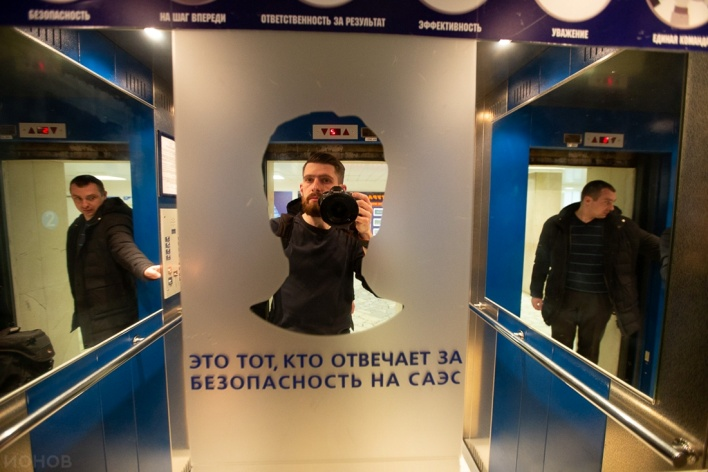 БЕЗОПАСНОСТЬ
НА ШАГ ВПЕРЕДИ
ОТВЕТСТВЕННОСТЬ ЗА РЕЗУЛЬТАТ
ЭФФЕКТИВНОСТЬ
УВАЖЕНИЕ
ЕДИНАЯ КОМАНДА
ЭТО ТОТ, КТО ОТВЕЧАЕТ ЗА
БЕЗОПАСНОСТЬ НА САЭС
ИОНОВ